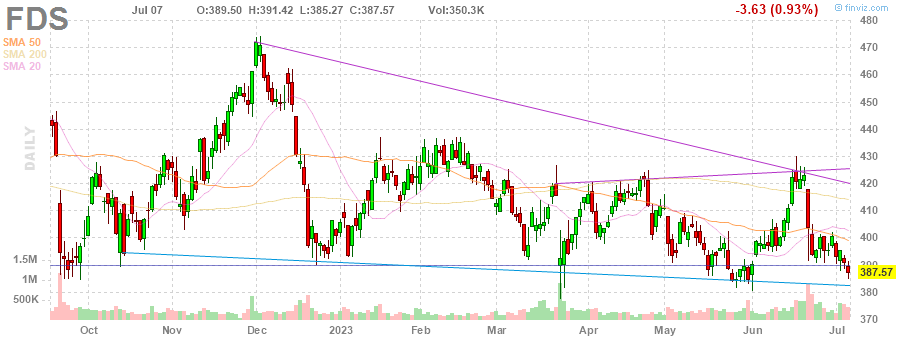 FDS Jul 07 O:389.50 H:391.42 L:385.27 C:387.57 Vol:350.3K -3.63 (0.93%) © finviz.com
SMA 50
SMA 200
SMA 20
DAILY
480
470
460
450
440
430
420
410
400
390
387.57
380
370
1.5M
1M
500K
Oct Nov Dec 2023 Feb Mar Apr May Jun Jul